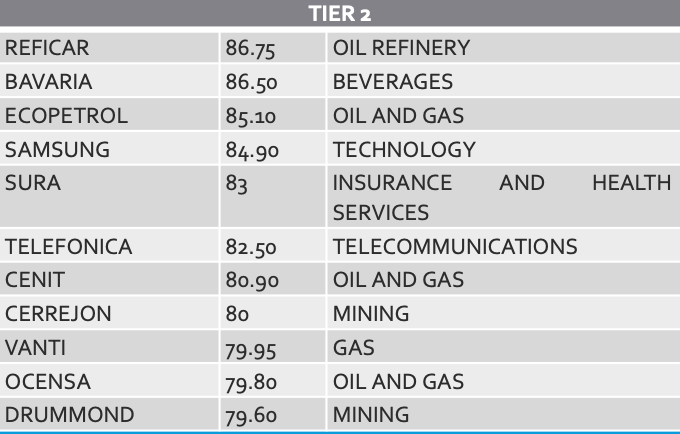 TIER 2
REFICAR 86.75 OIL REFINERY
BAVARIA 86.50 BEVERAGES
ECOPETROL 85.10 OIL AND GAS
SAMSUNG 84.90 TECHNOLOGY
SURA 83 INSURANCE AND HEALTH
SERVICES
TELEFONICA 82.50 TELECOMMUNICATIONS
CENIT 80.90 OIL AND GAS
CERREJON 80 MINING
VANTI 79.95 GAS
OCENSA 79.80 OIL AND GAS
DRUMMOND 79.60 MINING